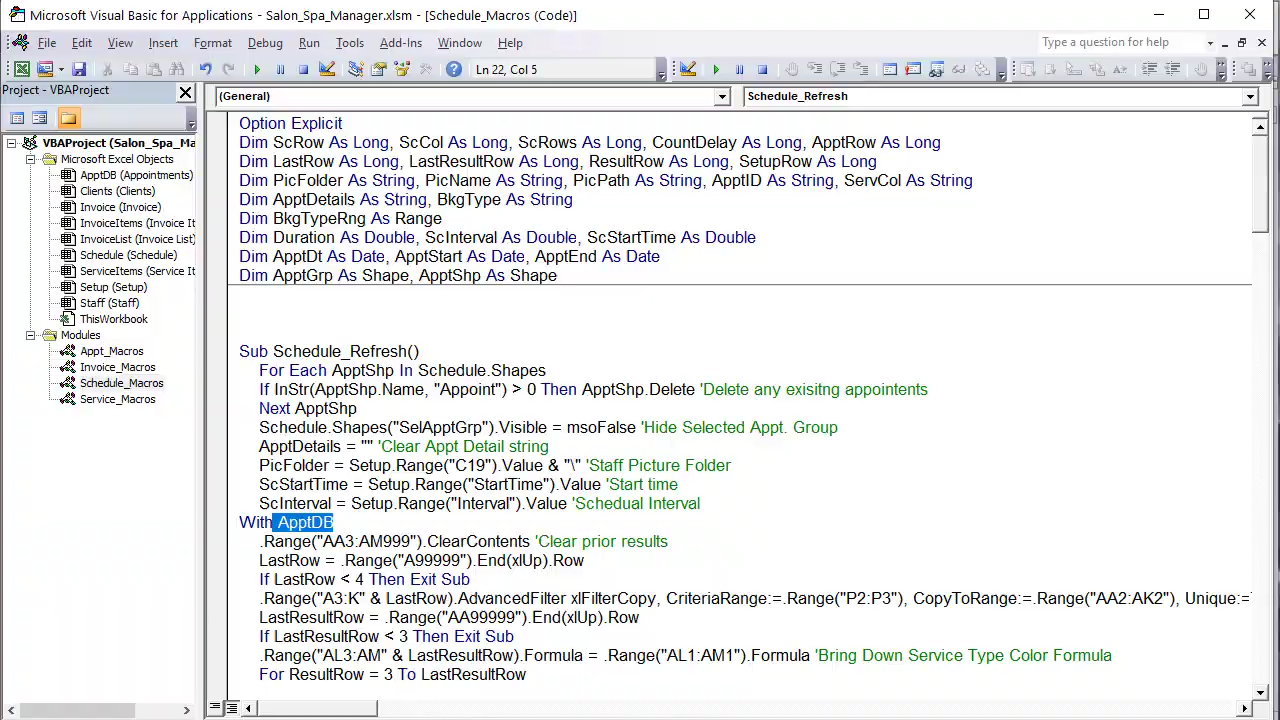 Microsoft Visual Basic for Applications - Salon_Spa_Manager.xlsm - [Schedule_Macros (Code)]
File Edit View Insert Format Debug Run Tools Add-Ins Window Help
Type a question for help
Ln 22, Col 5
Project - VBAProject
(General)
Schedule_Refresh
VBAProject (Salon_Spa_Ma
Microsoft Excel Objects
ApptDB (Appointments)
Clients (Clients)
Invoice (Invoice)
InvoiceItems (Invoice It
InvoiceList (Invoice List)
Schedule (Schedule)
ServiceItems (Service It
Setup (Setup)
Staff (Staff)
ThisWorkbook
Modules
Appt_Macros
Invoice_Macros
Schedule_Macros
Service_Macros
Option Explicit
Dim ScRow As Long, ScCol As Long, ScRows As Long, CountDelay As Long, ApptRow As Long
Dim LastRow As Long, LastResultRow As Long, ResultRow As Long, SetupRow As Long
Dim PicFolder As String, PicName As String, PicPath As String, ApptID As String, ServCol As String
Dim ApptDetails As String, BkgType As String
Dim BkgTypeRng As Range
Dim Duration As Double, ScInterval As Double, ScStartTime As Double
Dim ApptDt As Date, ApptStart As Date, ApptEnd As Date
Dim ApptGrp As Shape, ApptShp As Shape
Sub Schedule_Refresh()
For Each ApptShp In Schedule.Shapes
If InStr(ApptShp.Name, "Appoint") > 0 Then ApptShp.Delete 'Delete any exisitng appointents
Next ApptShp
Schedule.Shapes("SelApptGrp").Visible = msoFalse 'Hide Selected Appt. Group
ApptDetails = "" 'Clear Appt Detail string
PicFolder = Setup.Range("C19").Value & "\" 'Staff Picture Folder
ScStartTime = Setup.Range("StartTime").Value 'Start time
ScInterval = Setup.Range("Interval").Value 'Schedual Interval
With ApptDB
.Range("AA3:AM999").ClearContents 'Clear prior results
LastRow = .Range("A99999").End(xlUp).Row
If LastRow < 4 Then Exit Sub
.Range("A3:K" & LastRow).AdvancedFilter xlFilterCopy, CriteriaRange:=.Range("P2:P3"), CopyToRange:=.Range("AA2:AK2"), Unique:=
LastResultRow = .Range("AA99999").End(xlUp).Row
If LastResultRow < 3 Then Exit Sub
.Range("AL3:AM" & LastResultRow).Formula = .Range("AL1:AM1").Formula 'Bring Down Service Type Color Formula
For ResultRow = 3 To LastResultRow